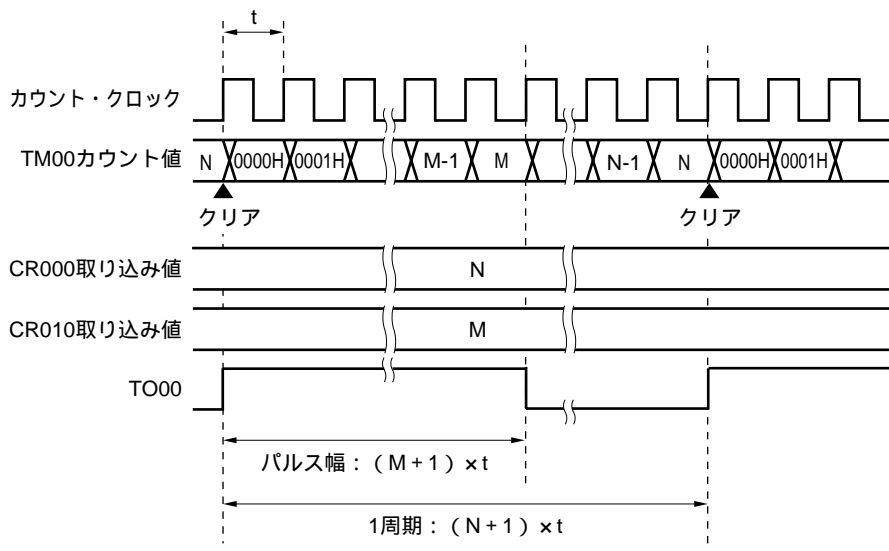 t
カウント・クロック
TM00カウント値 N 0000H 0001H M-1 M N-1 N 0000H 0001H
クリア クリア
CR000取り込み値 N
CR010取り込み値 M
TO00
パルス幅：（M + 1）× t
1周期：（N + 1）× t